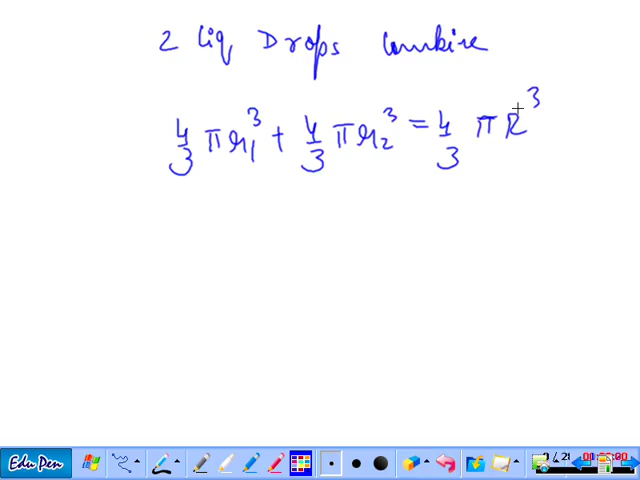 2 Liq Drops Combine
4/3 πr₁³ + 4/3 πr₂³ = 4/3 πR³
Edu Pen